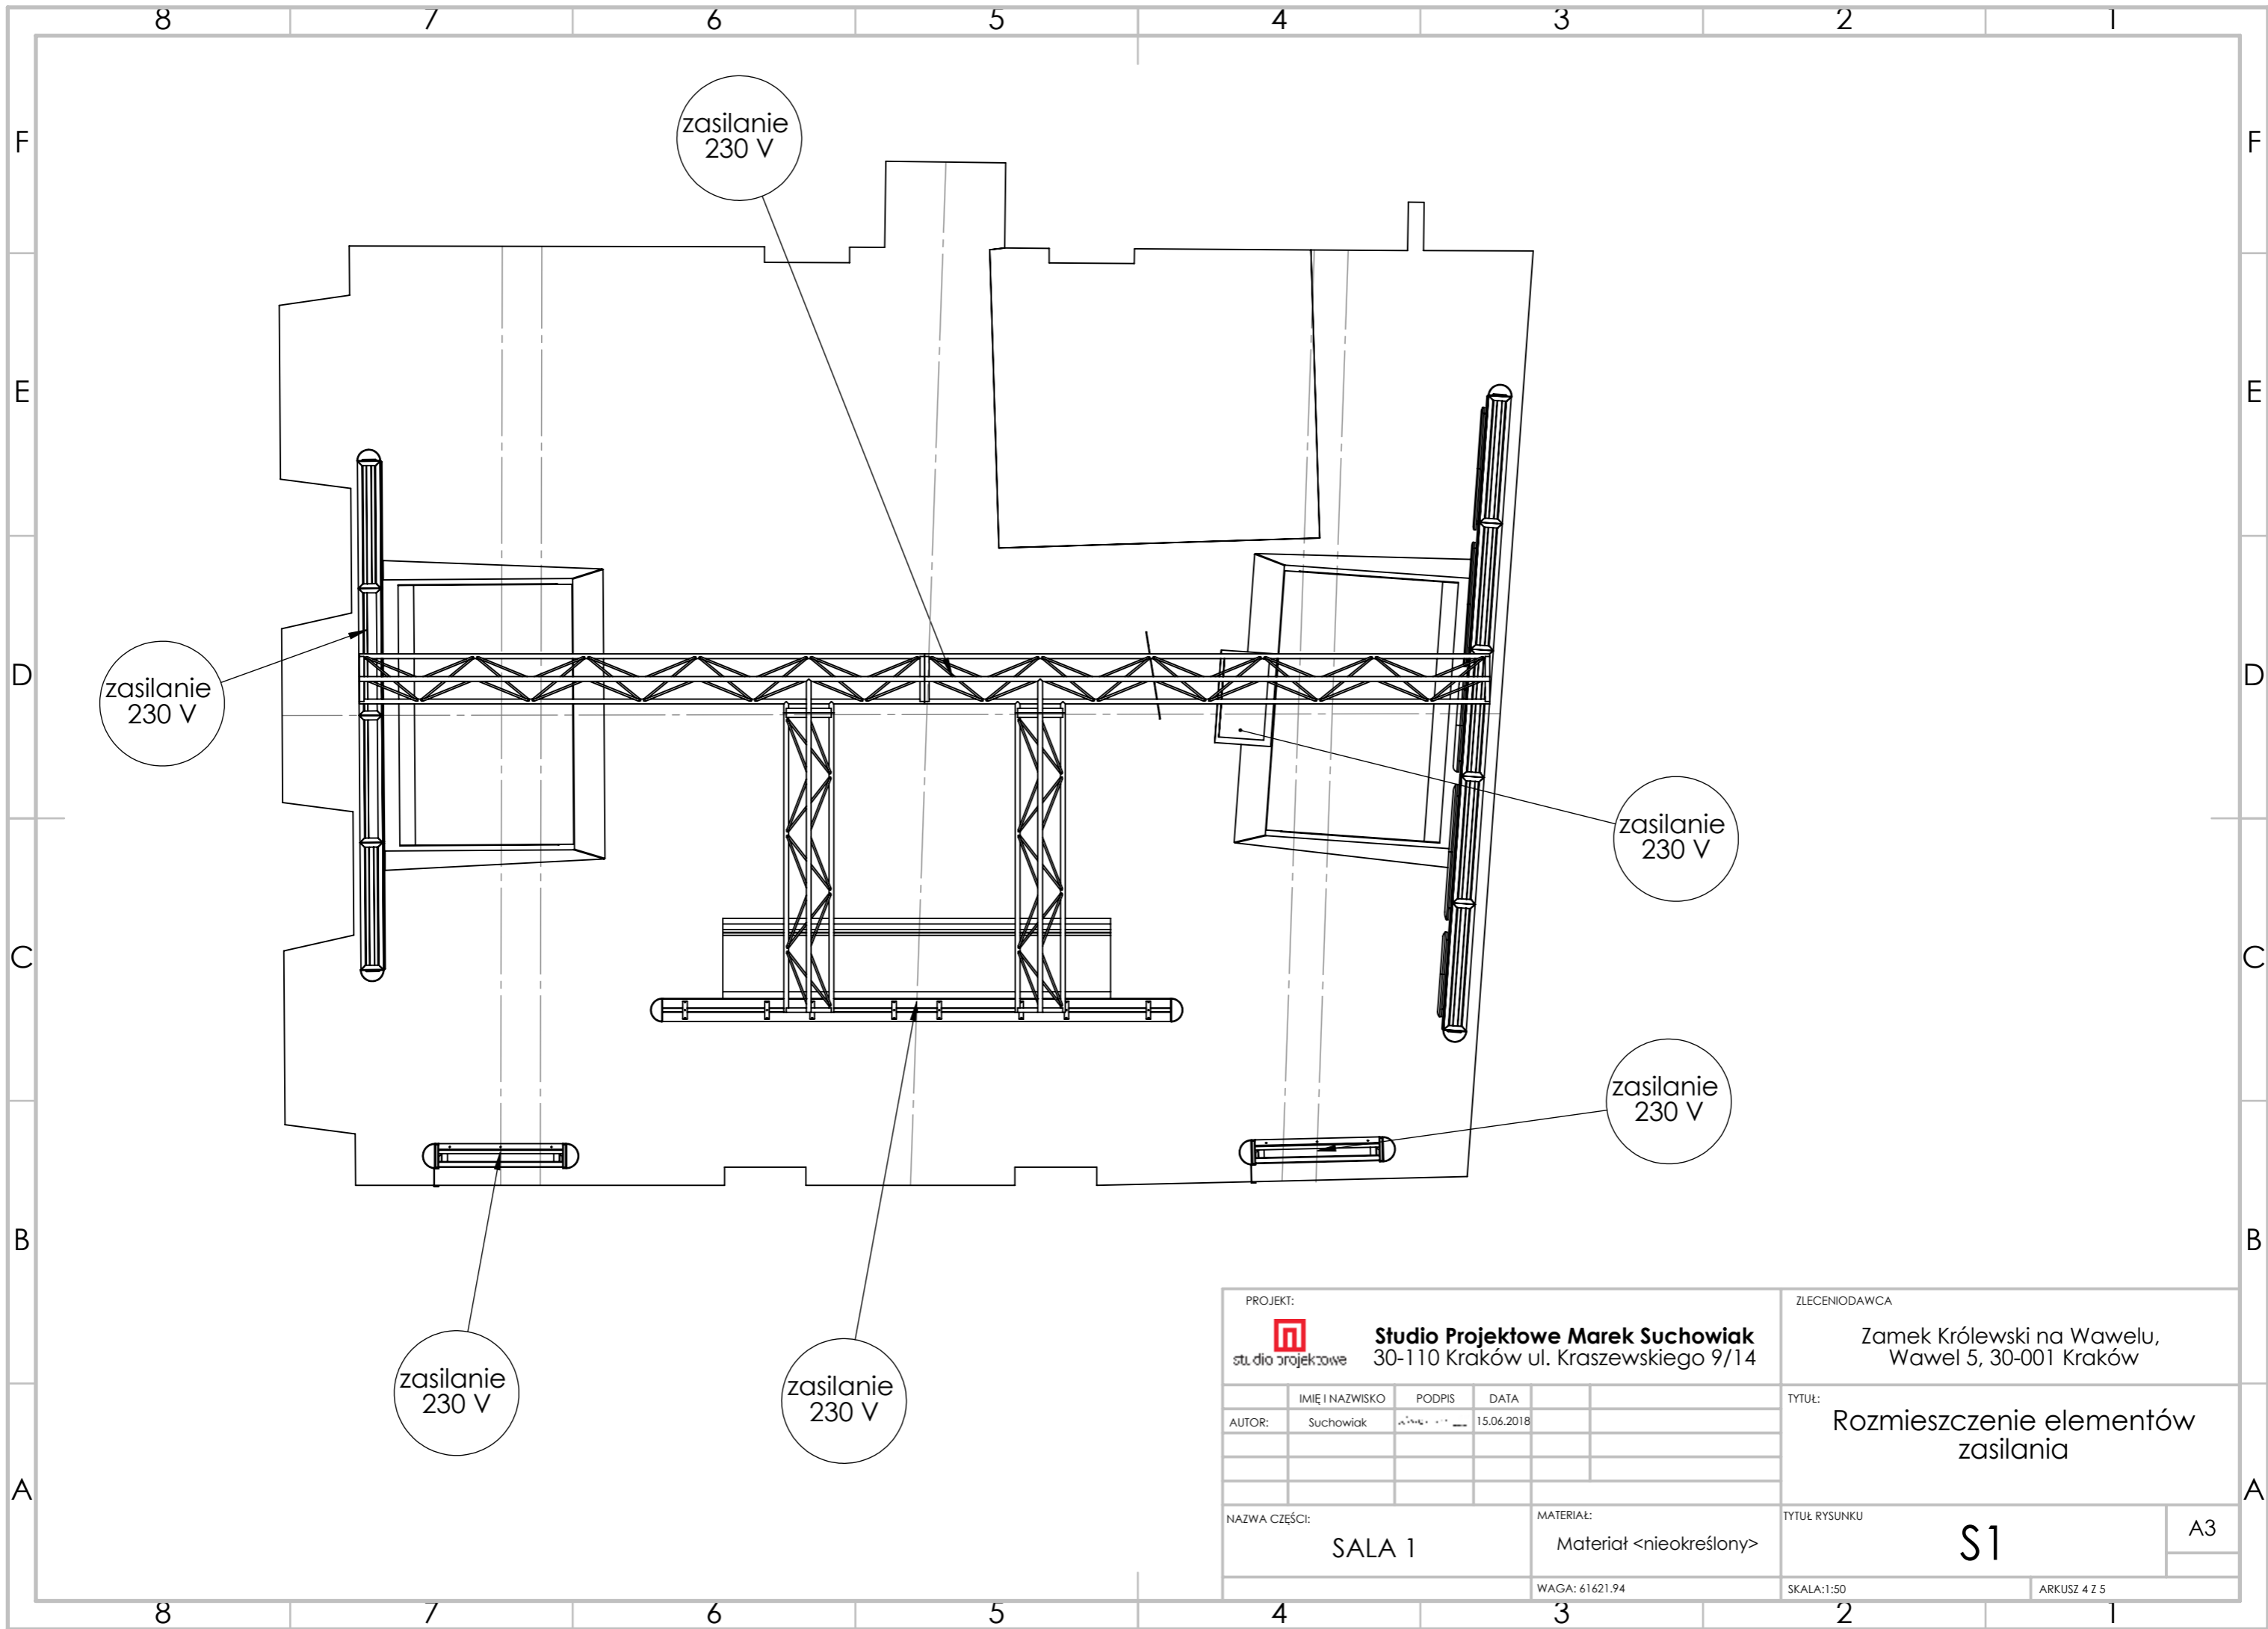 8 7 6 5 4 3 2 1
F F
E E
D D
C C
B B
A A
zasilanie
230 V
zasilanie
230 V
zasilanie
230 V
zasilanie
230 V
zasilanie
230 V
zasilanie
230 V
PROJEKT:
studio projektowe
Studio Projektowe Marek Suchowiak
30-110 Kraków ul. Kraszewskiego 9/14
ZLECENIODAWCA
Zamek Królewski na Wawelu,
Wawel 5, 30-001 Kraków
IMIĘ I NAZWISKO PODPIS DATA
AUTOR: Suchowiak 15.06.2018
TYTUŁ:
Rozmieszczenie elementów
zasilania
NAZWA CZĘŚCI:
SALA 1
MATERIAŁ:
Materiał <nieokreślony>
TYTUŁ RYSUNKU
S1
A3
WAGA: 61621.94
SKALA:1:50
ARKUSZ 4 Z 5
8 7 6 5 4 3 2 1